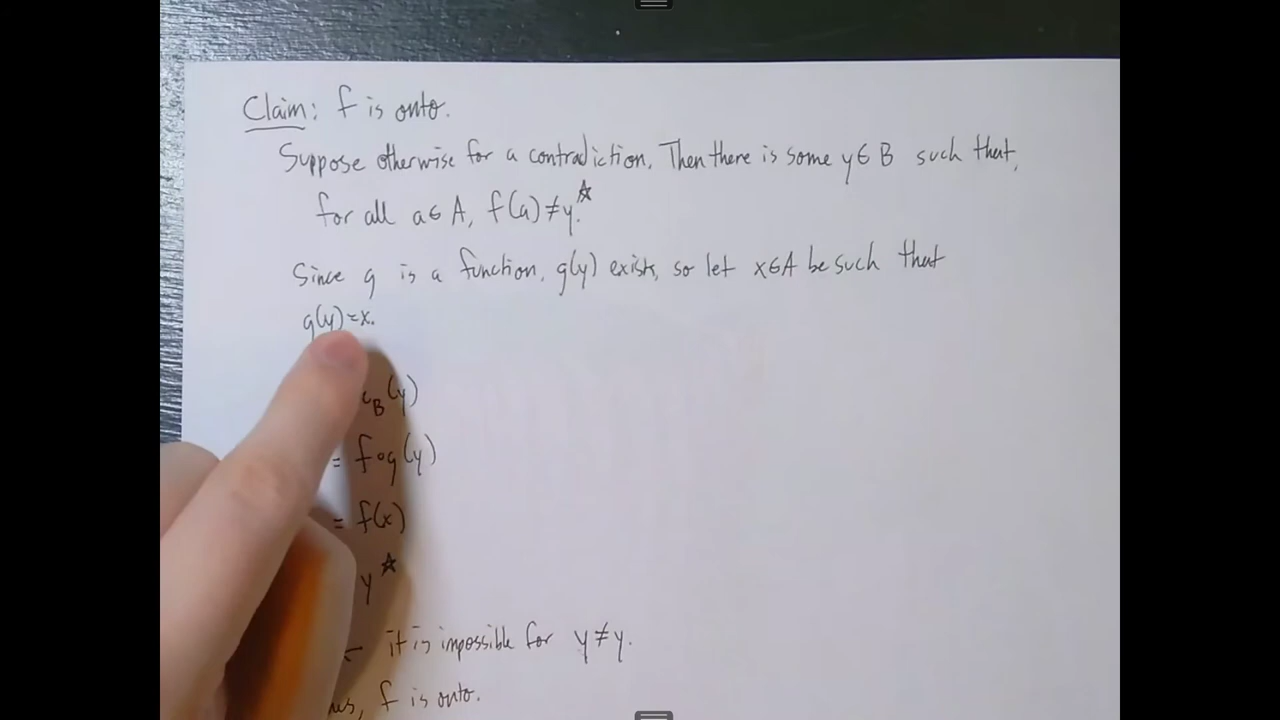 Claim: f is onto.
Suppose otherwise for a contradiction. Then there is some y∈B such that,
for all a∈A, f(a)≠y.☆
Since g is a function, g(y) exists, so let x∈A be such that
g(y)=x.
B(y)
= f∘g(y)
= f(x)
y☆
it is impossible for y≠y.
f is onto.